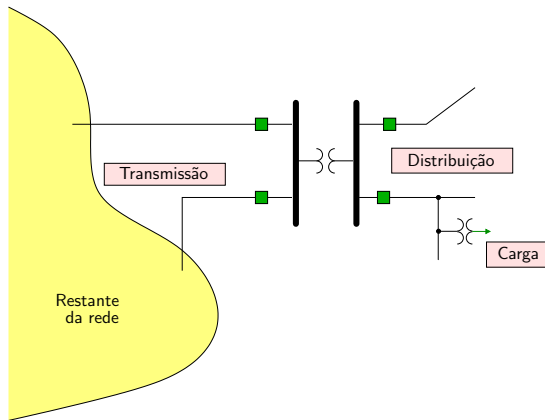 Transmissão
Distribuição
Carga
Restante
da rede